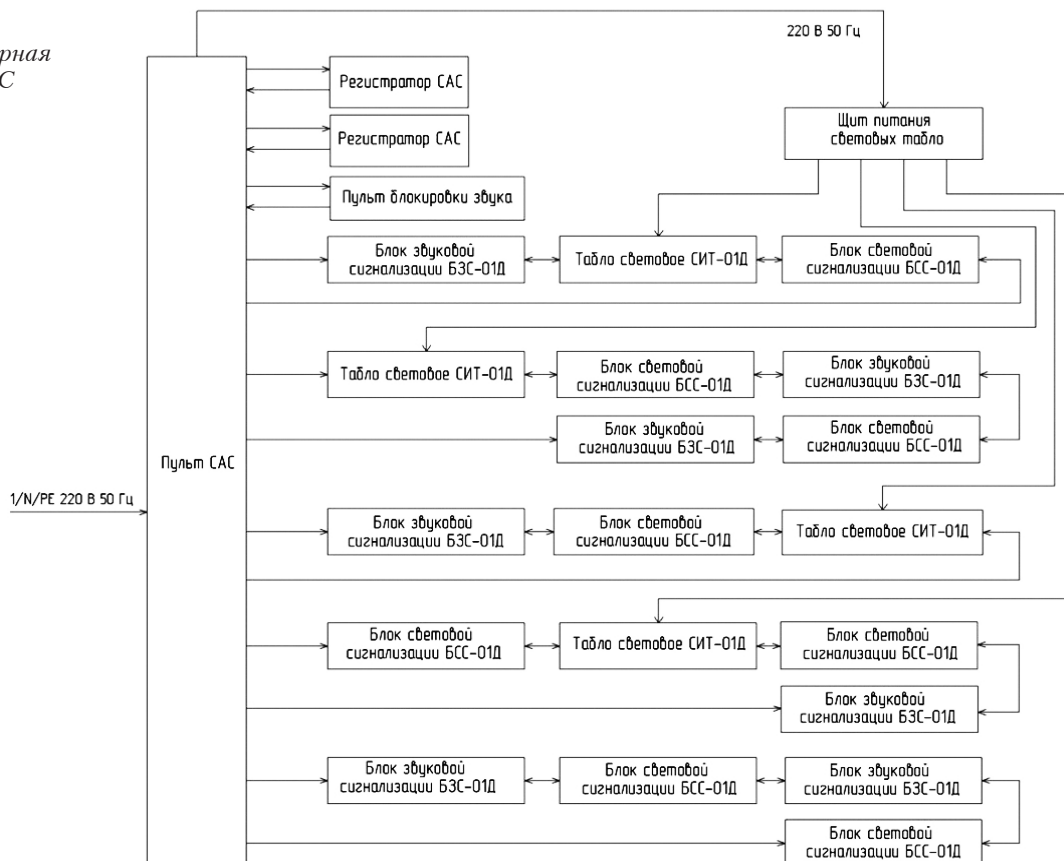 рная
С
220 В 50 Гц
Регистратор САС
Щит питания
световых табло
Регистратор САС
Пульт блокировки звука
Блок звуковой
сигнализации БЗС-01Д
Табло световое СИТ-01Д
Блок световой
сигнализации БСС-01Д
Табло световое СИТ-01Д
Блок световой
сигнализации БСС-01Д
Блок звуковой
сигнализации БЗС-01Д
Блок звуковой
сигнализации БЗС-01Д
Блок световой
сигнализации БСС-01Д
Пульт САС
1/N/PE 220 В 50 Гц
Блок звуковой
сигнализации БЗС-01Д
Блок световой
сигнализации БСС-01Д
Табло световое СИТ-01Д
Блок световой
сигнализации БСС-01Д
Табло световое СИТ-01Д
Блок световой
сигнализации БСС-01Д
Блок звуковой
сигнализации БЗС-01Д
Блок звуковой
сигнализации БЗС-01Д
Блок световой
сигнализации БСС-01Д
Блок звуковой
сигнализации БЗС-01Д
Блок световой
сигнализации БСС-01Д